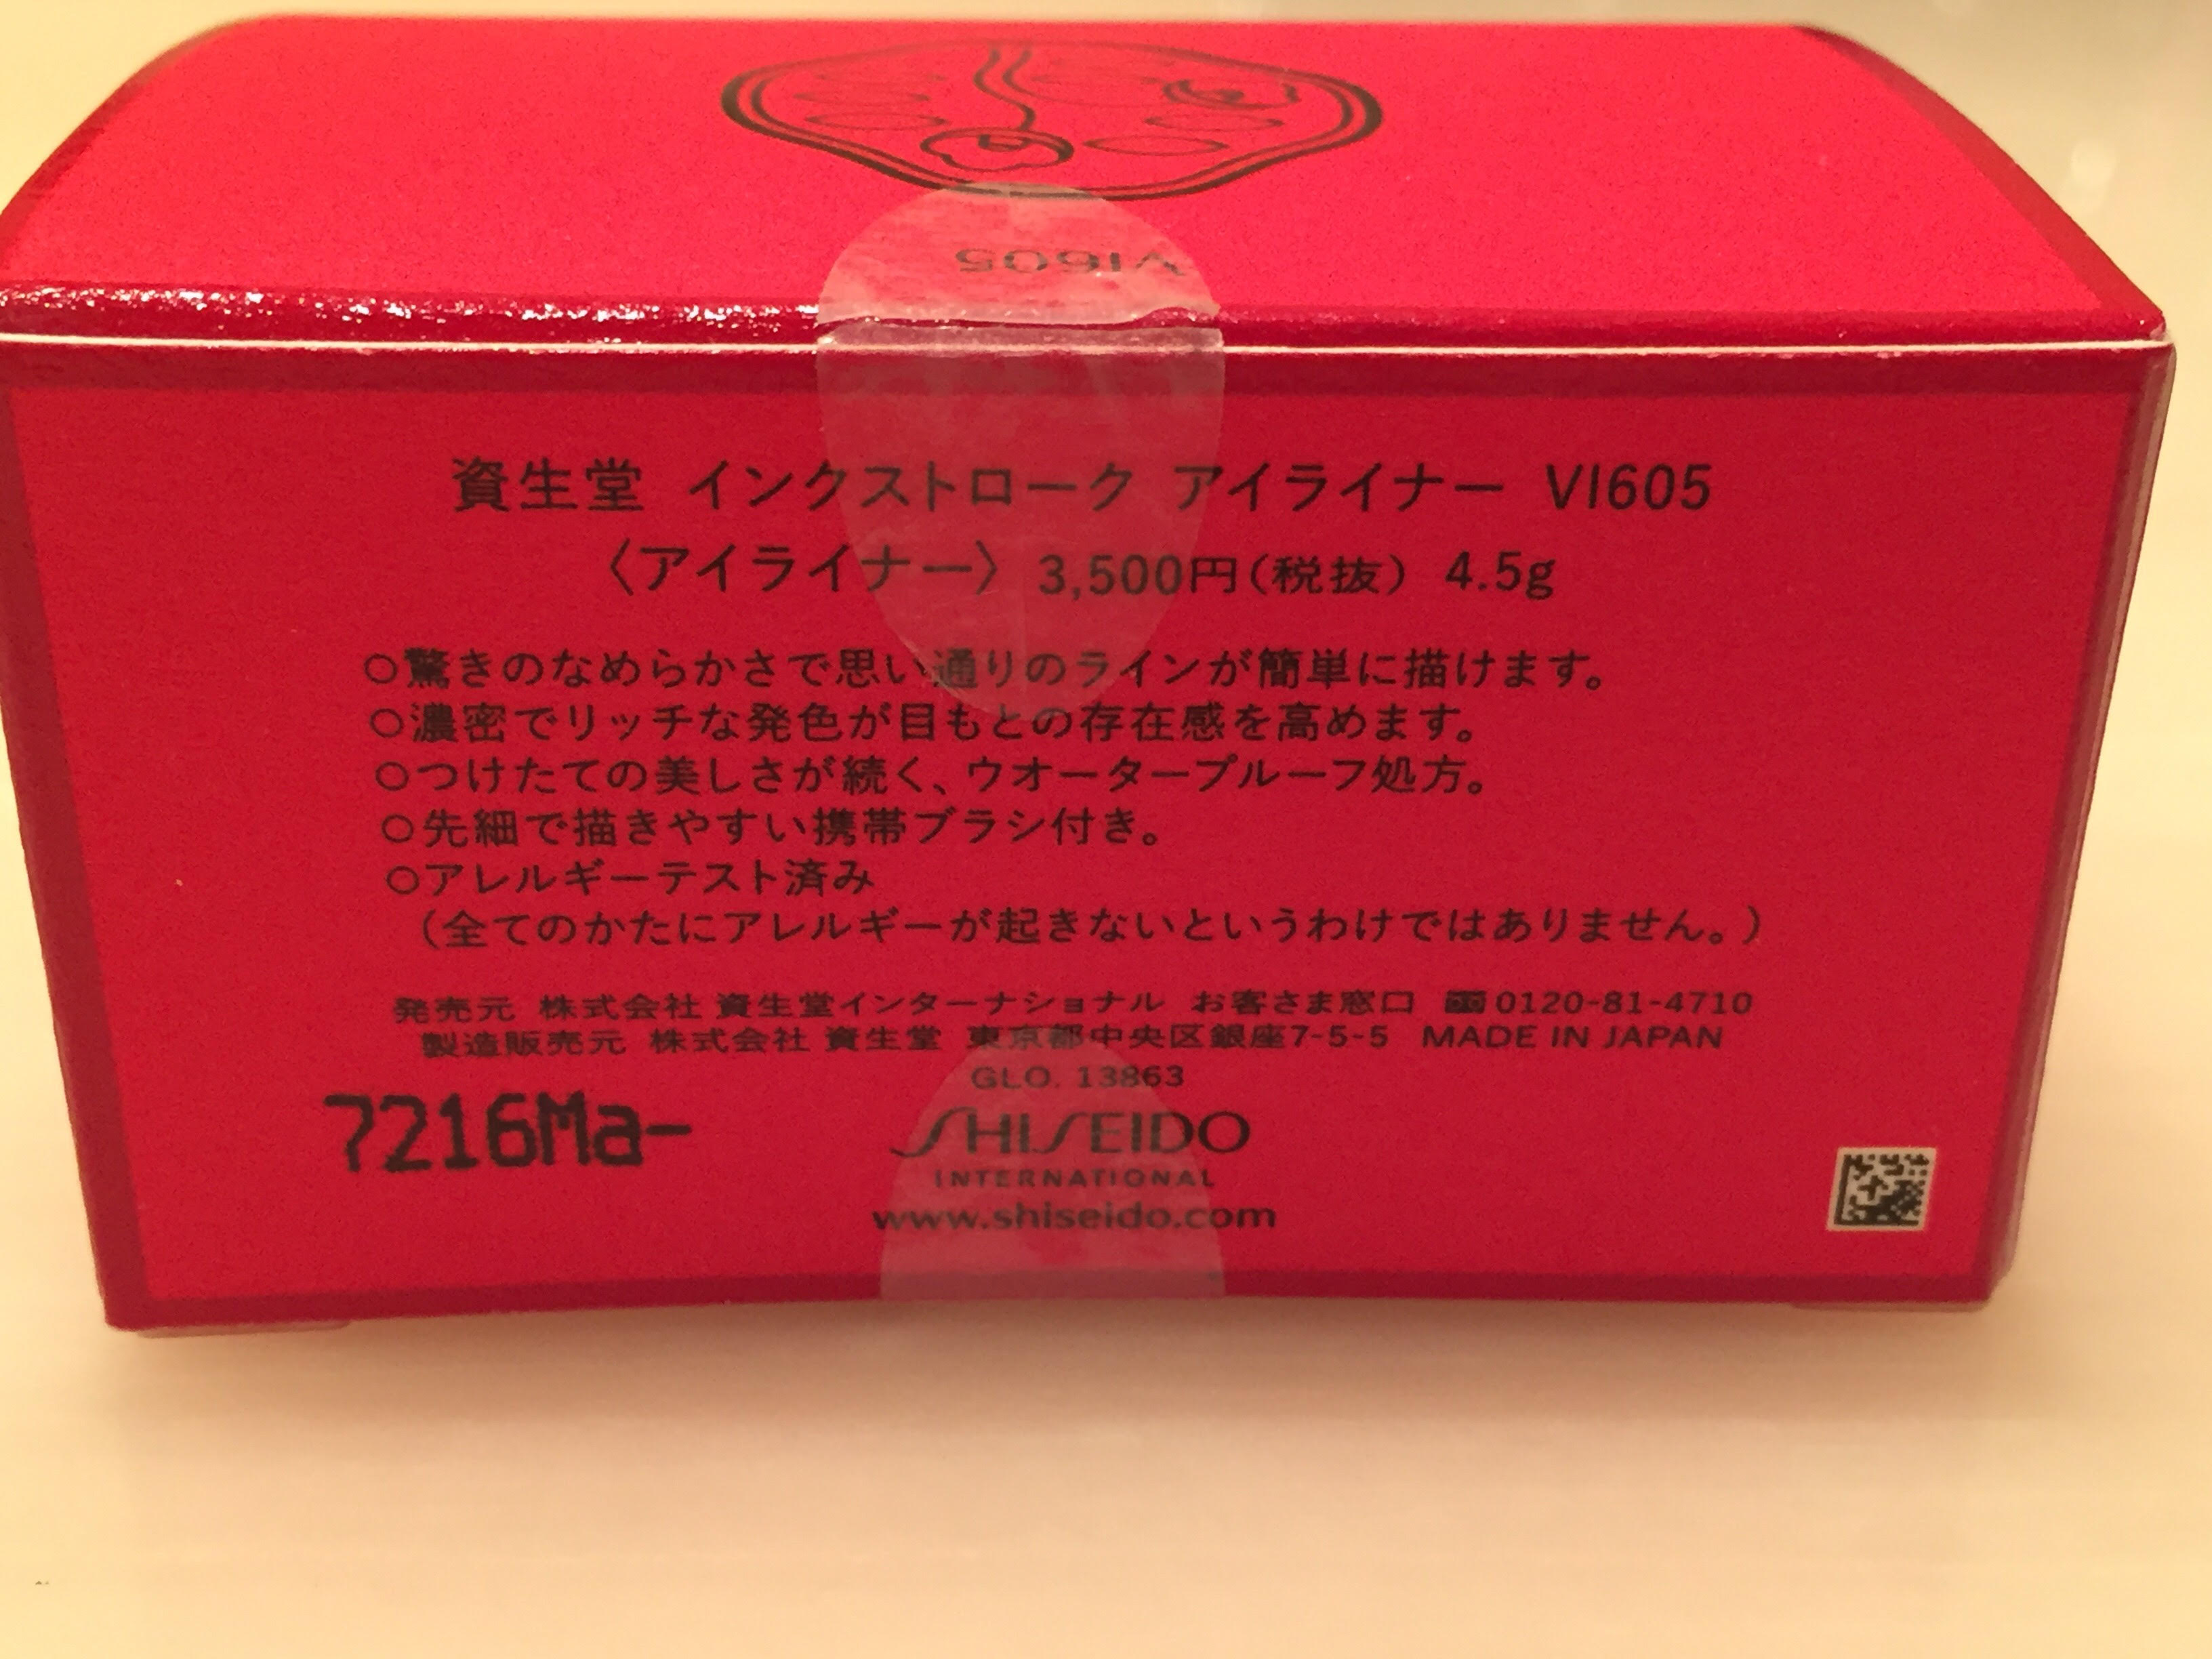 VI605
資生堂 インクストローク アイライナー VI605
〈アイライナー〉 3,500円(税抜) 4.5g
○驚きのなめらかさで思い通りのラインが簡単に描けます。
○濃密でリッチな発色が目もとの存在感を高めます。
○つけたての美しさが続く、ウオータープルーフ処方。
○先細で描きやすい携帯ブラシ付き。
○アレルギーテスト済み
(全てのかたにアレルギーが起きないというわけではありません。)
発売元 株式会社 資生堂インターナショナル お客さま窓口 0120-81-4710
製造販売元 株式会社 資生堂 東京都中央区銀座7-5-5 MADE IN JAPAN
GLO. 13863
7216Ma-
SHISEIDO
INTERNATIONAL
www.shiseido.com